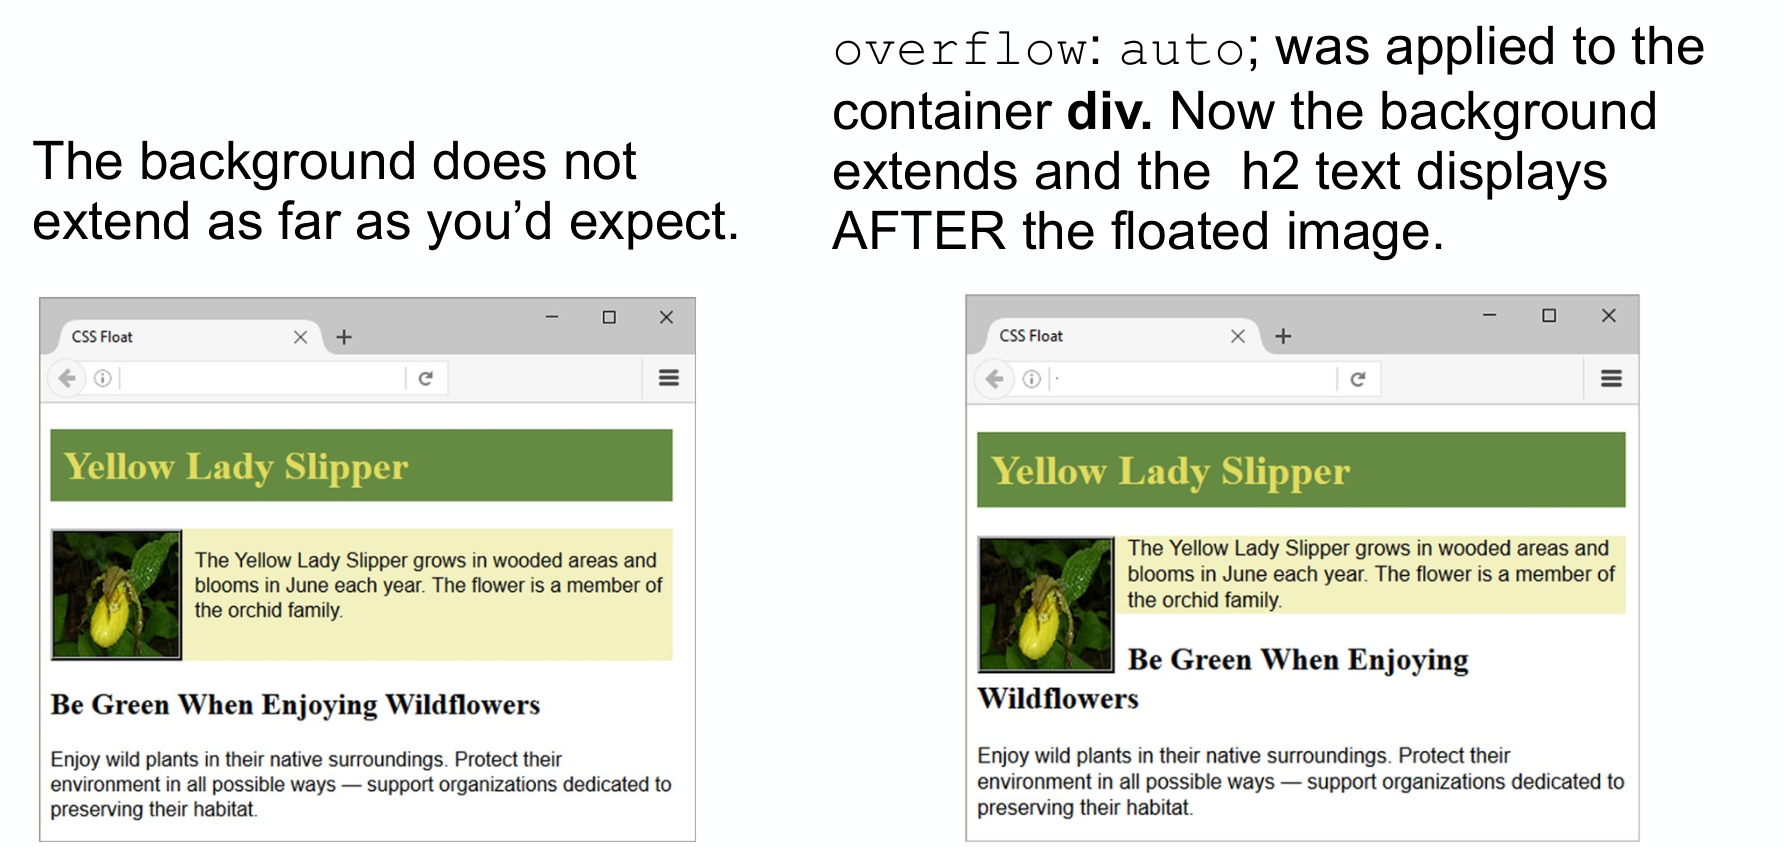 The background does not
extend as far as you’d expect.
overflow: auto; was applied to the
container div. Now the background
extends and the  h2 text displays
AFTER the floated image.
CSS Float
Yellow Lady Slipper
The Yellow Lady Slipper grows in wooded areas and
blooms in June each year. The flower is a member of
the orchid family.
Be Green When Enjoying Wildflowers
Enjoy wild plants in their native surroundings. Protect their
environment in all possible ways — support organizations dedicated to
preserving their habitat.
CSS Float
Yellow Lady Slipper
The Yellow Lady Slipper grows in wooded areas and
blooms in June each year. The flower is a member of
the orchid family.
Be Green When Enjoying
Wildflowers
Enjoy wild plants in their native surroundings. Protect their
environment in all possible ways — support organizations dedicated to
preserving their habitat.